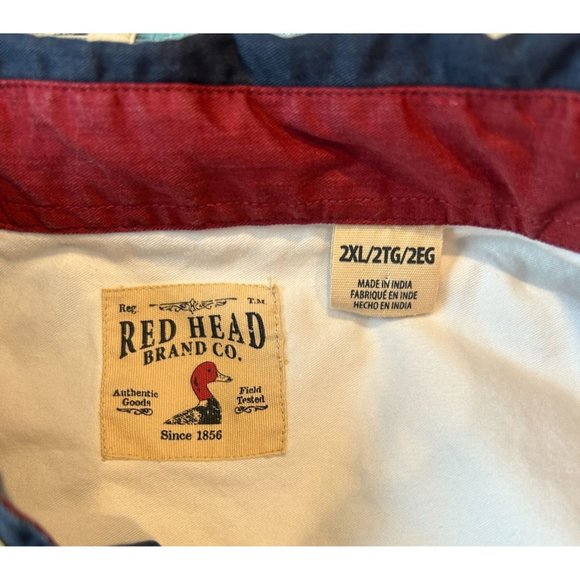 2XL/2TG/2EG
MADE IN INDIA
FABRIQUÉ EN INDE
HECHO EN INDIA
Reg. T.M.
RED HEAD
BRAND CO.
Authentic Goods
Field Tested
Since 1856